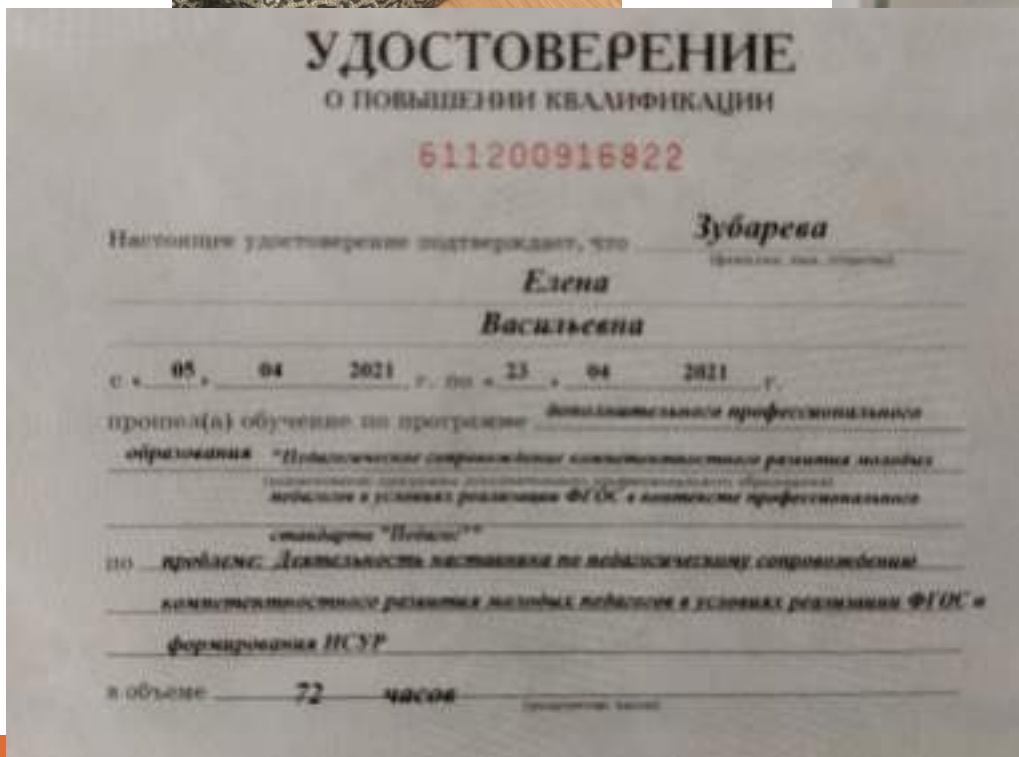 УДОСТОВЕРЕНИЕ
О ПОВЫШЕНИИ КВАЛИФИКАЦИИ
611200916822
Настоящее удостоверение подтверждает, что Зубарева
(фамилия, имя, отчество)
Елена
Васильевна
с « 05 » 04 2021 г. по « 23 » 04 2021 г.
прошел(а) обучение по программе дополнительного профессионального
образования "Педагогическое сопровождение компетентностного развития молодых
педагогов в условиях реализации ФГОС в контексте профессионального
стандарта "Педагог""
по проблеме: Деятельность наставника по педагогическому сопровождению
компетентностного развития молодых педагогов в условиях реализации ФГОС и
формирования НСУР
в объеме 72 часов